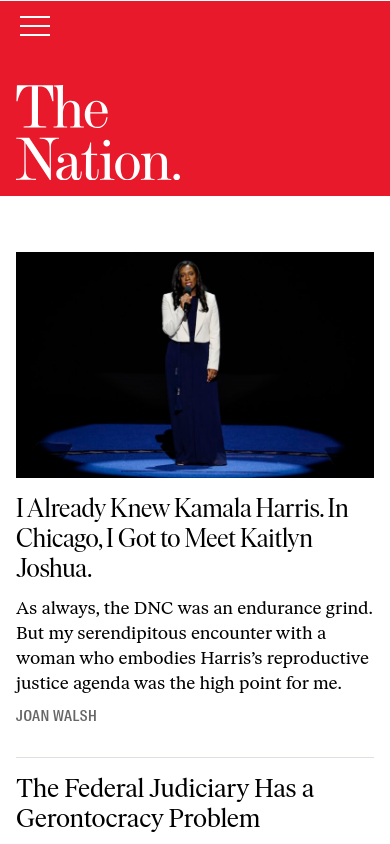 The
Nation.
I Already Knew Kamala Harris. In
Chicago, I Got to Meet Kaitlyn
Joshua.
As always, the DNC was an endurance grind.
But my serendipitous encounter with a
woman who embodies Harris’s reproductive
justice agenda was the high point for me.
JOAN WALSH
The Federal Judiciary Has a
Gerontocracy Problem